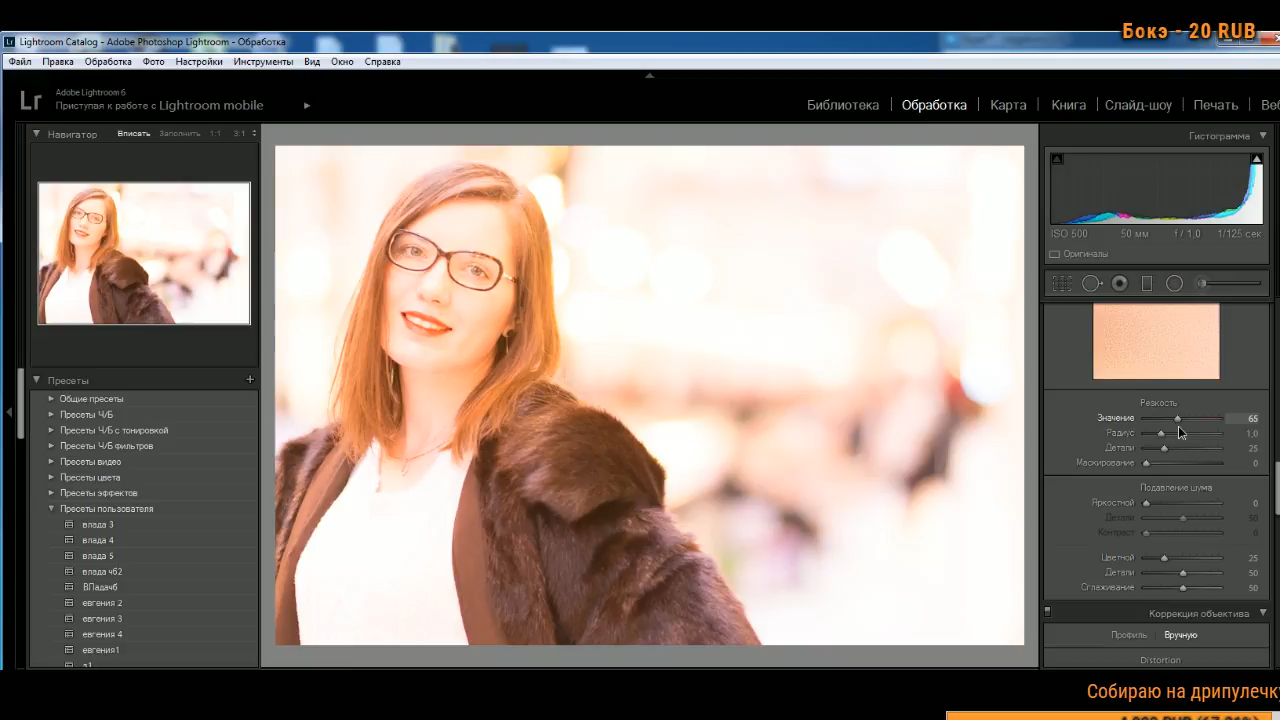 Бокэ - 20 RUB
Lightroom Catalog - Adobe Photoshop Lightroom - Обработка
Файл Правка Обработка Фото Настройки Инструменты Вид Окно Справка
Lr
Adobe Lightroom 6
Приступая к работе с Lightroom mobile
Библиотека | Обработка | Карта | Книга | Слайд-шоу | Печать | Веб
Навигатор Вписать Заполнить 1:1 3:1
Гистограмма
ISO 500 50 мм f / 1,0 1/125 сек
Оригиналы
Пресеты +
Общие пресеты
Пресеты Ч/Б
Пресеты Ч/Б с тонировкой
Пресеты Ч/Б фильтров
Пресеты видео
Пресеты цвета
Пресеты эффектов
Пресеты пользователя
влада 3
влада 4
влада 5
влада чб2
ВПадачб
евгения 2
евгения 3
евгения 4
евгения1
Резкость
Значение 65
Радиус 1,0
Детали 25
Маскирование 0
Подавление шума
Яркостной 0
Детали 50
Контраст 0
Цветной 25
Детали 50
Сглаживание 50
Коррекция объектива
Профиль | Вручную
Distortion
Собираю на дрипулечку